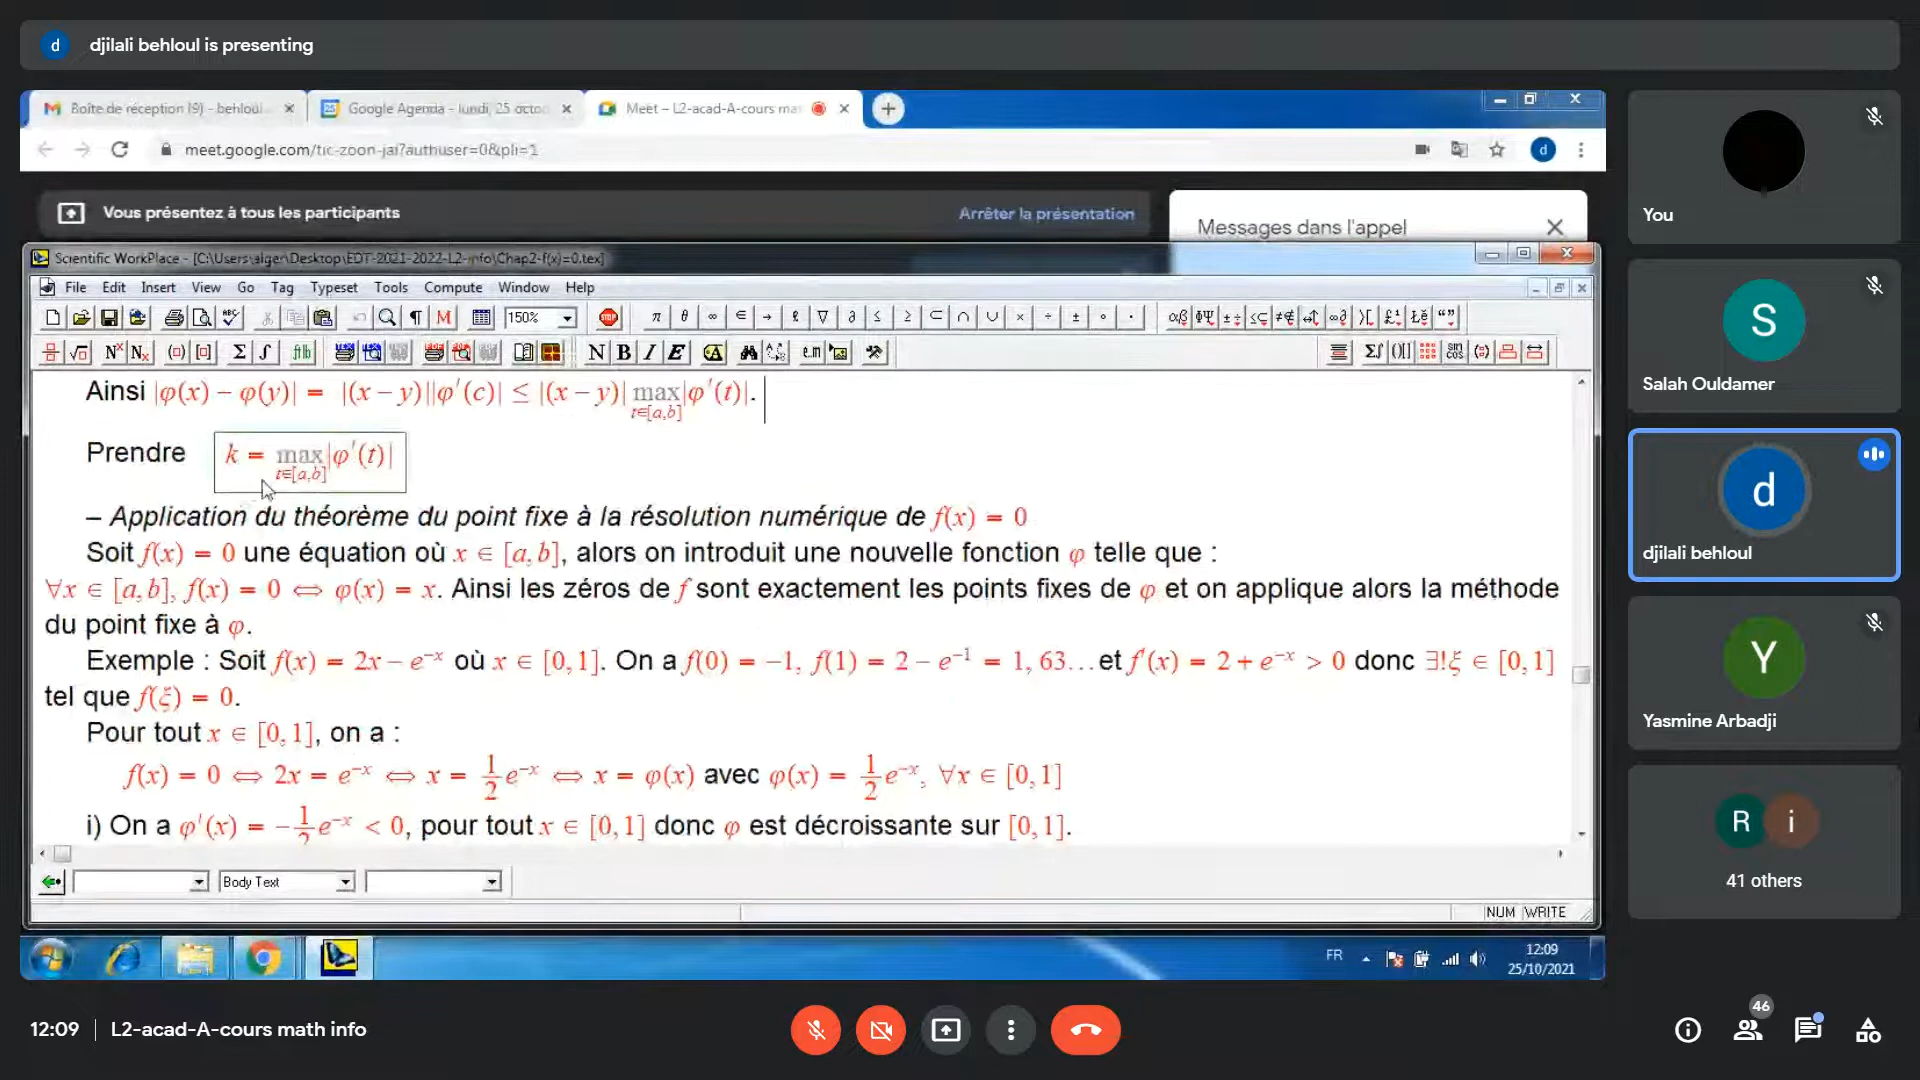 d djilali behloul is presenting
Boîte de réception (9) - behloul
Google Agenda - lundi, 25 octo
Meet – L2-acad-A-cours ma
meet.google.com/tic-zoon-jai?authuser=0&pli=1
d
Vous présentez à tous les participants
Arrêter la présentation
Messages dans l'appel
Scientific WorkPlace - [C:\Users\alger\Desktop\EDT-2021-2022-L2-info\Chap2-f(x)=0.tex]
File Edit Insert View Go Tag Typeset Tools Compute Window Help
150%
Ainsi |φ(x) − φ(y)| = |(x − y)||φ′(c)| ≤ |(x − y)| max t∈[a,b] |φ′(t)|.
Prendre k = max t∈[a,b] |φ′(t)|
– Application du théorème du point fixe à la résolution numérique de f(x) = 0
Soit f(x) = 0 une équation où x ∈ [a,b], alors on introduit une nouvelle fonction φ telle que :
∀x ∈ [a,b], f(x) = 0 ⇔ φ(x) = x. Ainsi les zéros de f sont exactement les points fixes de φ et on applique alors la méthode
du point fixe à φ.
Exemple : Soit f(x) = 2x − e^{−x} où x ∈ [0,1]. On a f(0) = −1, f(1) = 2 − e^{−1} = 1,63... et f′(x) = 2 + e^{−x} > 0 donc ∃!ξ ∈ [0,1]
tel que f(ξ) = 0.
Pour tout x ∈ [0,1], on a :
f(x) = 0 ⇔ 2x = e^{−x} ⇔ x = 1/2 e^{−x} ⇔ x = φ(x) avec φ(x) = 1/2 e^{−x}, ∀x ∈ [0,1]
i) On a φ′(x) = −1/2 e^{−x} < 0, pour tout x ∈ [0,1] donc φ est décroissante sur [0,1].
Body Text
NUM WRITE
FR
12:09
25/10/2021
You
S
Salah Ouldamer
d
djilali behloul
Y
Yasmine Arbadji
R i
41 others
12:09 | L2-acad-A-cours math info
46